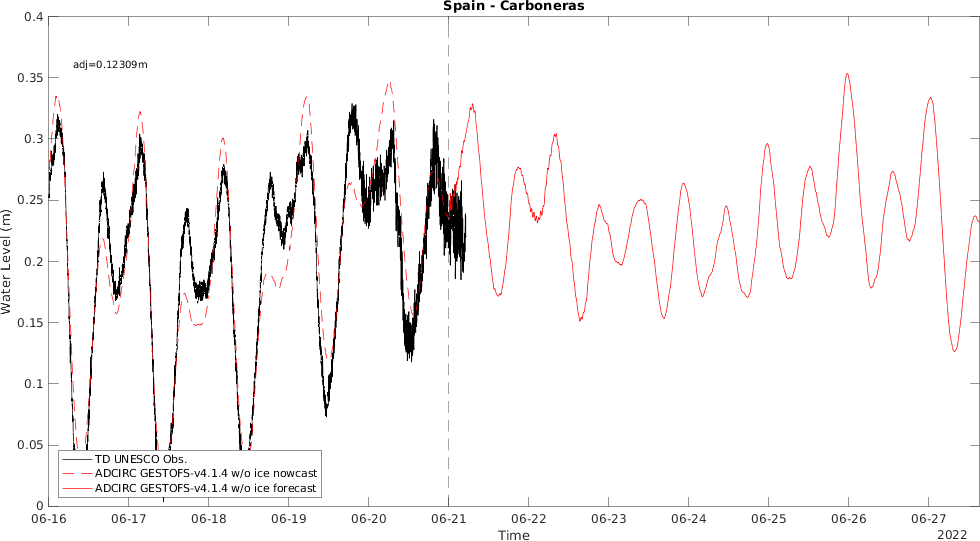 Spain - Carboneras
0.4
0.35
0.3
0.25
0.2
0.15
0.1
0.05
0
Water Level (m)
adj=0.12309m
TD UNESCO Obs.
ADCIRC GESTOFS-v4.1.4 w/o ice nowcast
ADCIRC GESTOFS-v4.1.4 w/o ice forecast
06-16 06-17 06-18 06-19 06-20 06-21 06-22 06-23 06-24 06-25 06-26 06-27
Time
2022